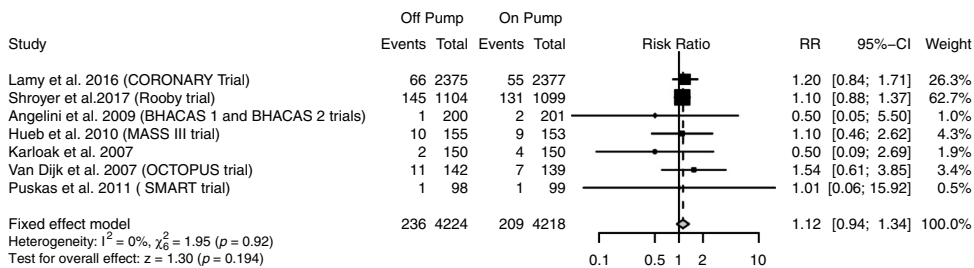 Off Pump On Pump
Study Events Total Events Total Risk Ratio RR 95%−CI Weight
Lamy et al. 2016 (CORONARY Trial) 66 2375 55 2377 1.20 [0.84; 1.71] 26.3%
Shroyer et al.2017 (Rooby trial) 145 1104 131 1099 1.10 [0.88; 1.37] 62.7%
Angelini et al. 2009 (BHACAS 1 and BHACAS 2 trials) 1 200 2 201 0.50 [0.05; 5.50] 1.0%
Hueb et al. 2010 (MASS III trial) 10 155 9 153 1.10 [0.46; 2.62] 4.3%
Karloak et al. 2007 2 150 4 150 0.50 [0.09; 2.69] 1.9%
Van Dijk et al. 2007 (OCTOPUS trial) 11 142 7 139 1.54 [0.61; 3.85] 3.4%
Puskas et al. 2011 ( SMART trial) 1 98 1 99 1.01 [0.06; 15.92] 0.5%
Fixed effect model 236 4224 209 4218 1.12 [0.94; 1.34] 100.0%
Heterogeneity: I² = 0%, χ²₆ = 1.95 (p = 0.92)
Test for overall effect: z = 1.30 (p = 0.194)
0.1 0.5 1 2 10